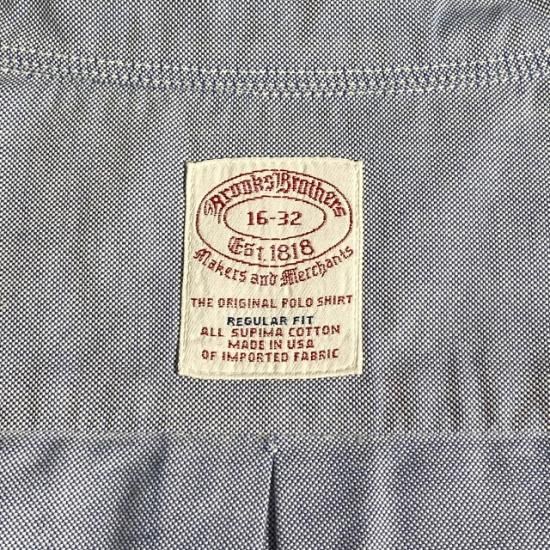 Brooks Brothers
16-32
Est. 1818
Makers and Merchants
THE ORIGINAL POLO SHIRT
REGULAR FIT
ALL SUPIMA COTTON
MADE IN USA
OF IMPORTED FABRIC